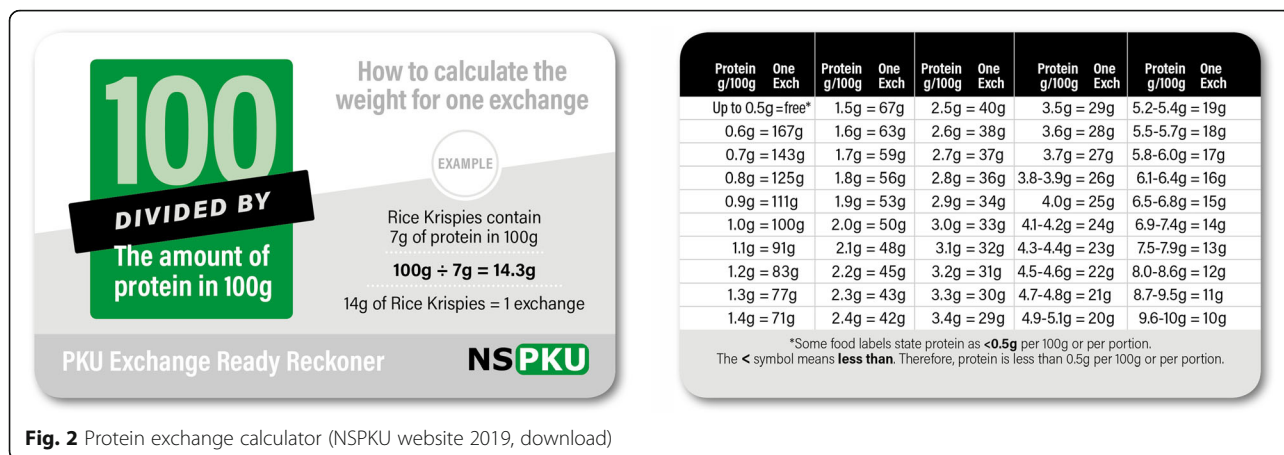 100
DIVIDED BY
The amount of
protein in 100g
How to calculate the
weight for one exchange
EXAMPLE
Rice Krispies contain
7g of protein in 100g
100g ÷ 7g = 14.3g
14g of Rice Krispies = 1 exchange
PKU Exchange Ready Reckoner
NSPKU
Protein One Protein One Protein One Protein One Protein One
g/100g Exch g/100g Exch g/100g Exch g/100g Exch g/100g Exch
Up to 0.5g = free* 1.5g = 67g 2.5g = 40g 3.5g = 29g 5.2-5.4g = 19g
0.6g = 167g 1.6g = 63g 2.6g = 38g 3.6g = 28g 5.5-5.7g = 18g
0.7g = 143g 1.7g = 59g 2.7g = 37g 3.7g = 27g 5.8-6.0g = 17g
0.8g = 125g 1.8g = 56g 2.8g = 36g 3.8-3.9g = 26g 6.1-6.4g = 16g
0.9g = 111g 1.9g = 53g 2.9g = 34g 4.0g = 25g 6.5-6.8g = 15g
1.0g = 100g 2.0g = 50g 3.0g = 33g 4.1-4.2g = 24g 6.9-7.4g = 14g
1.1g = 91g 2.1g = 48g 3.1g = 32g 4.3-4.4g = 23g 7.5-7.9g = 13g
1.2g = 83g 2.2g = 45g 3.2g = 31g 4.5-4.6g = 22g 8.0-8.6g = 12g
1.3g = 77g 2.3g = 43g 3.3g = 30g 4.7-4.8g = 21g 8.7-9.5g = 11g
1.4g = 71g 2.4g = 42g 3.4g = 29g 4.9-5.1g = 20g 9.6-10g = 10g
*Some food labels state protein as <0.5g per 100g or per portion.
The < symbol means less than. Therefore, protein is less than 0.5g per 100g or per portion.
Fig. 2 Protein exchange calculator (NSPKU website 2019, download)